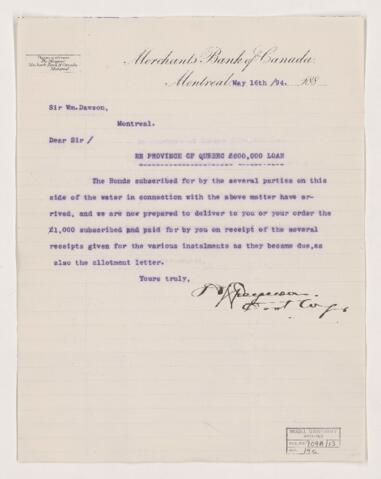 Merchants Bank of Canada
Montreal, May 16th /94. 188
Sir Wm. Dawson,
Montreal.
Dear Sir /
RE PROVINCE OF QUEBEC £600,000 LOAN
The Bonds subscribed for by the several parties on this
side of the water in connection with the above matter have ar-
rived, and we are now prepared to deliver to you or your order the
£1,000 subscribed and paid for by you on receipt of the several
receipts given for the various instalments as they became due, as
also the allotment letter.
Yours truly,
McGILL UNIVERSITY
ARCHIVES